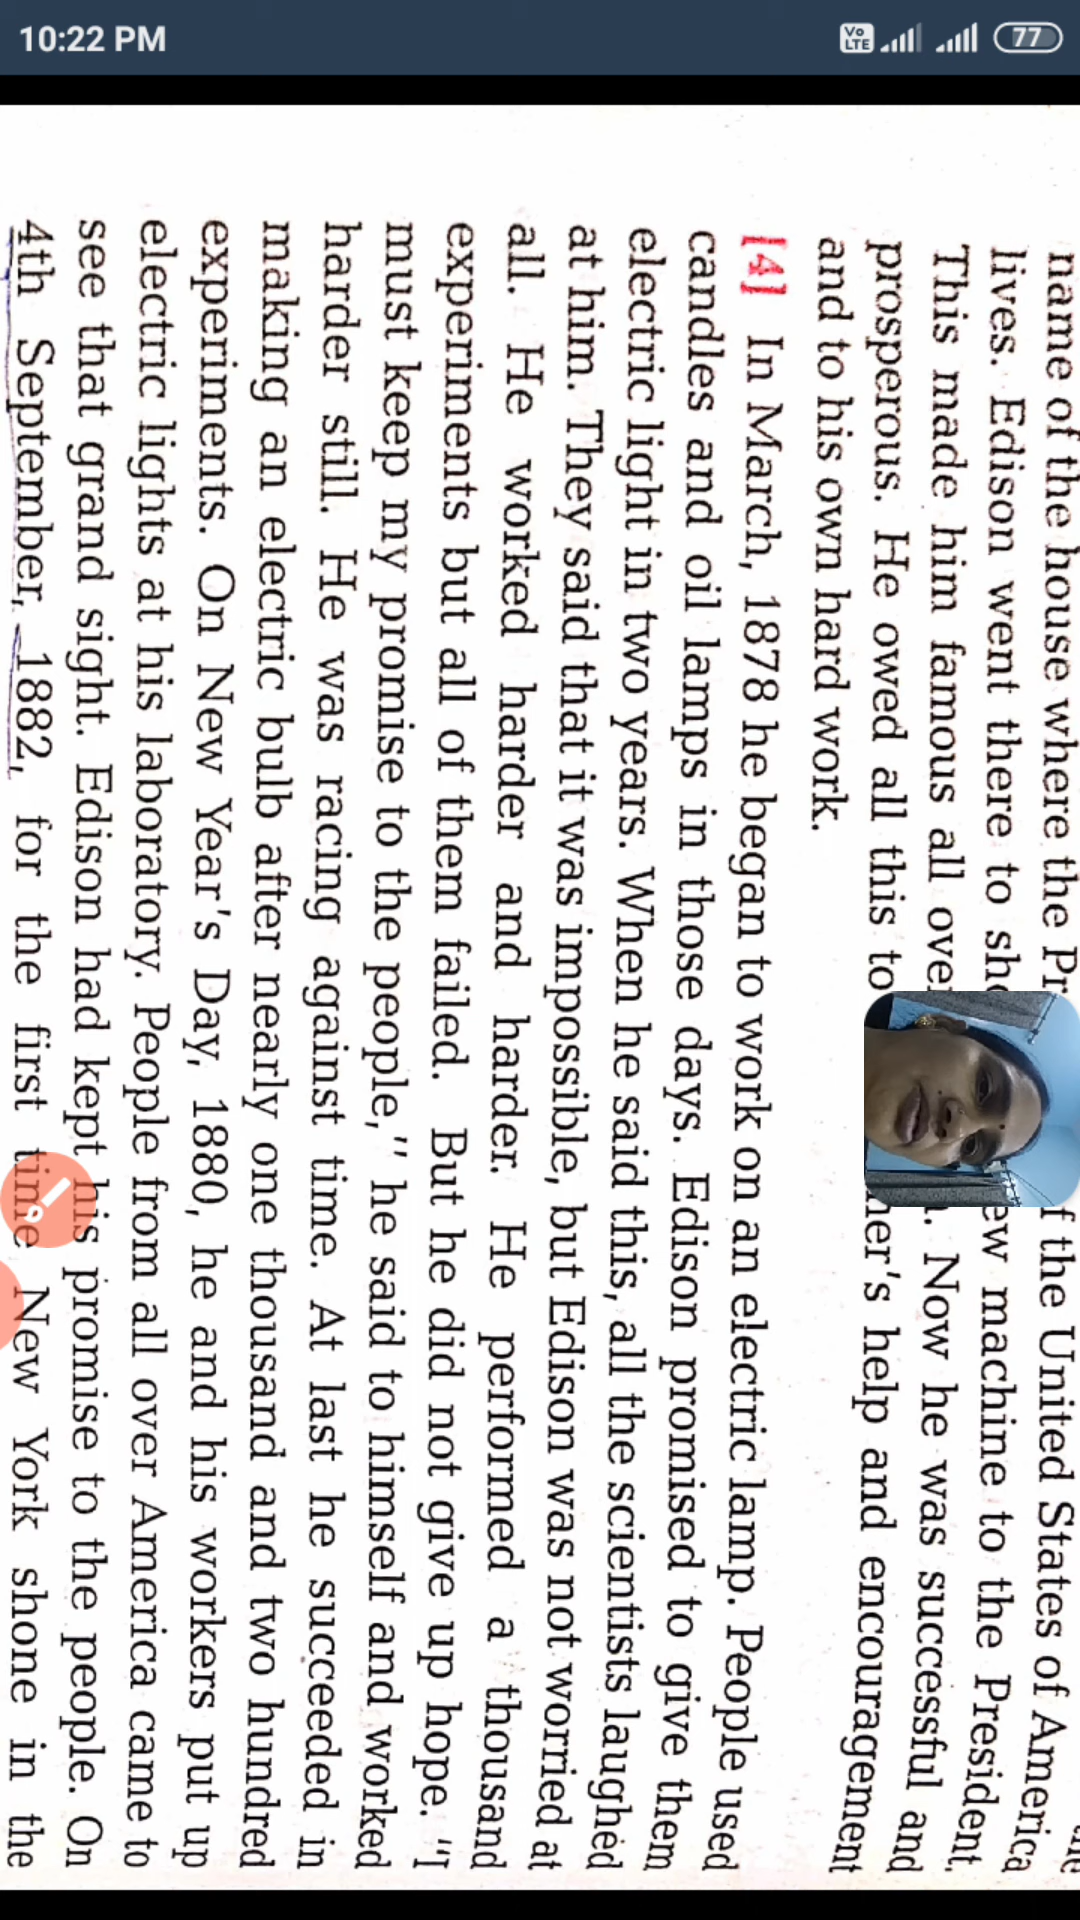 10:22 PM
Vo LTE
77
name of the house where the Pr f the United States of America
lives. Edison went there to sho ew machine to the President.
This made him famous all over . Now he was successful and
prosperous. He owed all this to her's help and encouragement
and to his own hard work.
[4] In March, 1878 he began to work on an electric lamp. People used
candles and oil lamps in those days. Edison promised to give them
electric light in two years. When he said this, all the scientists laughed
at him. They said that it was impossible, but Edison was not worried at
all. He worked harder and harder. He performed a thousand
experiments but all of them failed. But he did not give up hope. "I
must keep my promise to the people," he said to himself and worked
harder still. He was racing against time. At last he succeeded in
making an electric bulb after nearly one thousand and two hundred
experiments. On New Year's Day, 1880, he and his workers put up
electric lights at his laboratory. People from all over America came to
see that grand sight. Edison had kept his promise to the people. On
4th September, 1882, for the first time New York shone in the